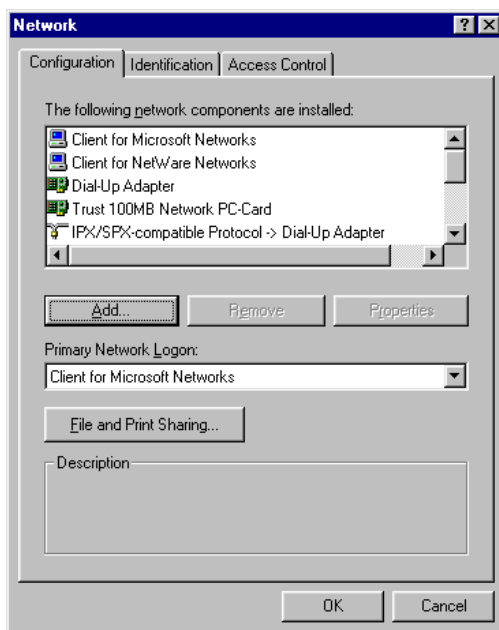 Network
Configuration Identification Access Control
The following network components are installed:
Client for Microsoft Networks
Client for NetWare Networks
Dial-Up Adapter
Trust 100MB Network PC-Card
IPX/SPX-compatible Protocol -> Dial-Up Adapter
Add... Remove Properties
Primary Network Logon:
Client for Microsoft Networks
File and Print Sharing...
Description
OK Cancel